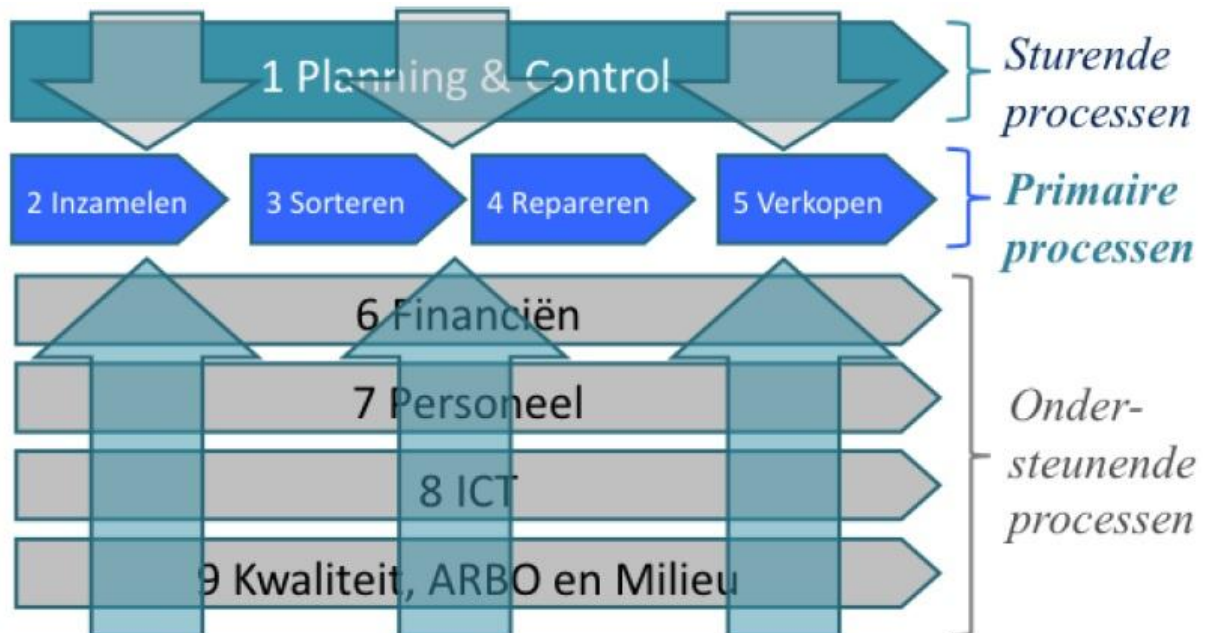 1 Planning & Control
Sturende
processen
2 Inzamelen
3 Sorteren
4 Repareren
5 Verkopen
Primaire
processen
6 Financiën
7 Personeel
8 ICT
9 Kwaliteit, ARBO en Milieu
Onder-
steunende
processen